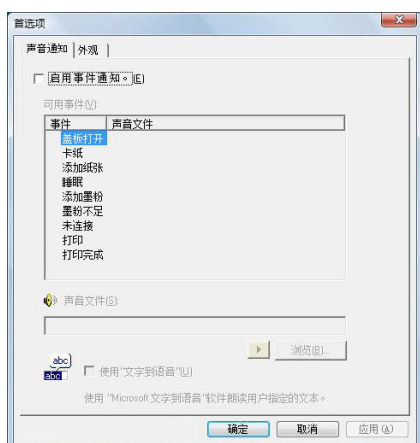 首选项
声音通知 外观
启用事件通知。(E)
可用事件(V):
事件 声音文件
盖板打开
卡纸
添加纸张
睡眠
添加墨粉
墨粉不足
未连接
打印
打印完成
声音文件(S):
浏览(B)...
abc)
abc
使用“文字到语音”(U)
使用 “Microsoft 文字到语音”软件朗读用户指定的文本。
确定 取消 应用(A)